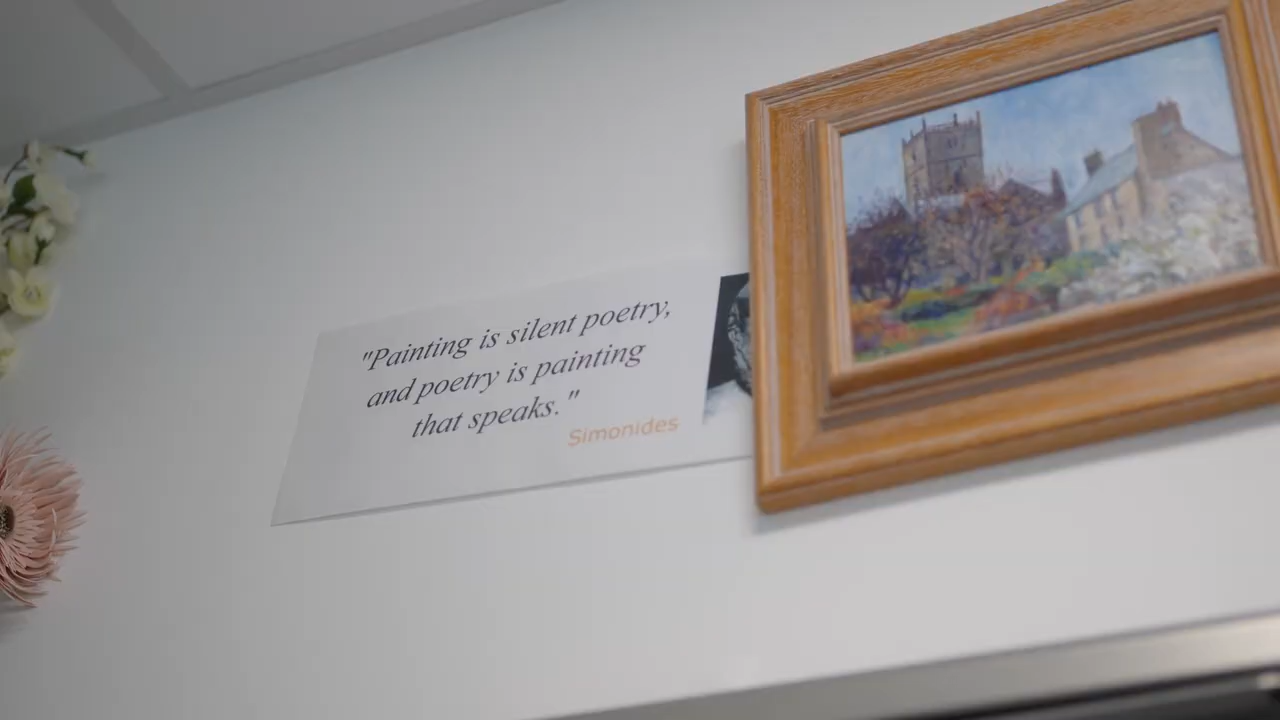 "Painting is silent poetry,
and poetry is painting
that speaks."
Simonides